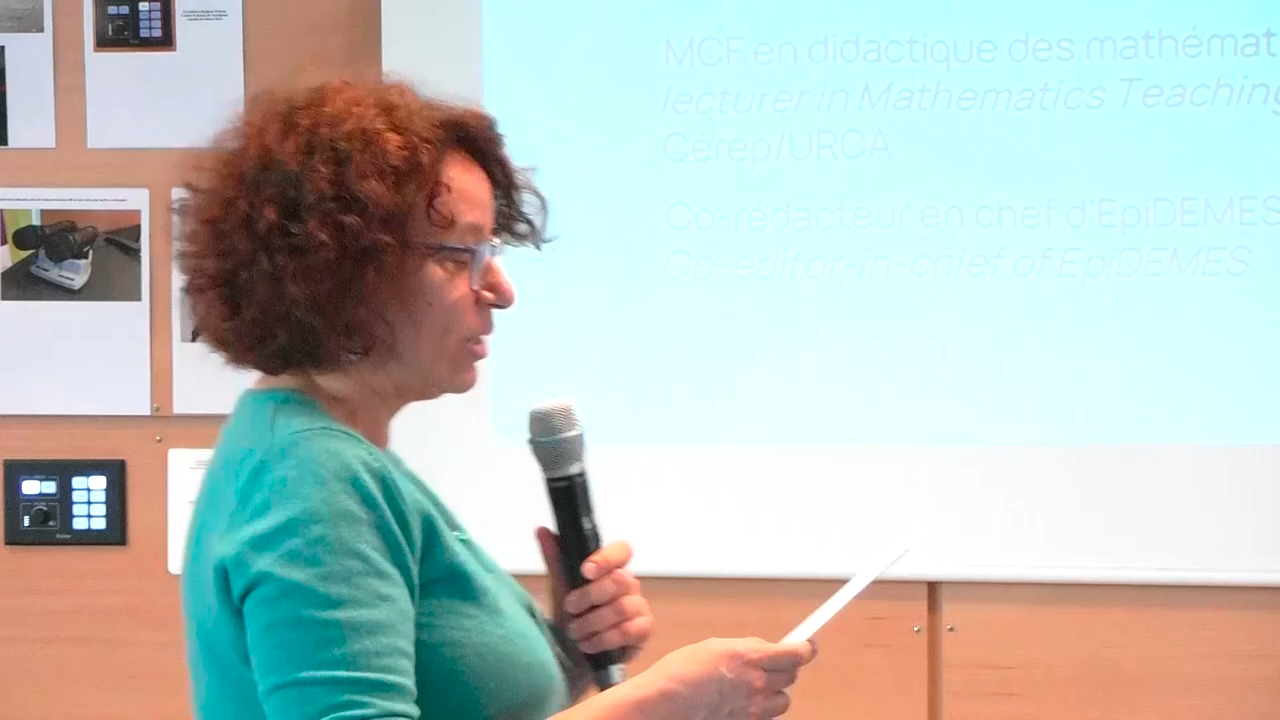 MCF en didactique des mathémat
lecturer in Mathematics Teaching
Cérep/URCA
Co-rédacteur en chef d'EpiDEMES
Co-editor-in-chief of EpiDEMES